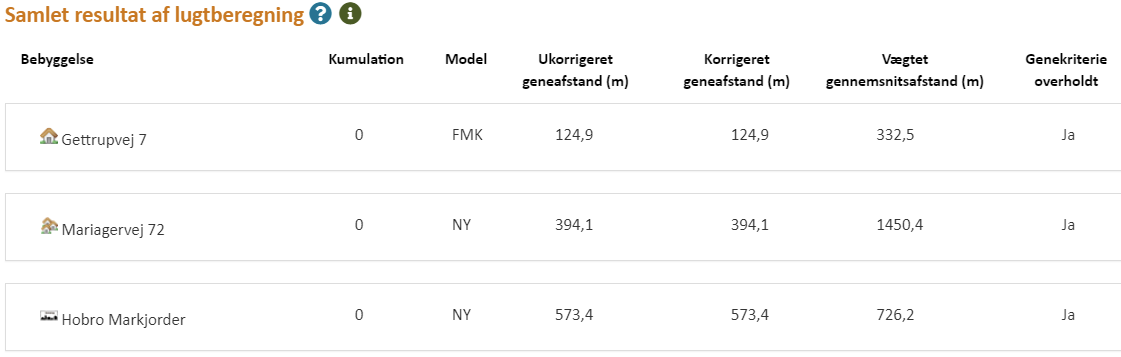 Samlet resultat af lugtberegning ? i
Bebyggelse Kumulation Model Ukorrigeret geneafstand (m) Korrigeret geneafstand (m) Vægtet gennemsnitsafstand (m) Genekriterie overholdt
Gettrupvej 7 0 FMK 124,9 124,9 332,5 Ja
Mariagervej 72 0 NY 394,1 394,1 1450,4 Ja
Hobro Markjorder 0 NY 573,4 573,4 726,2 Ja